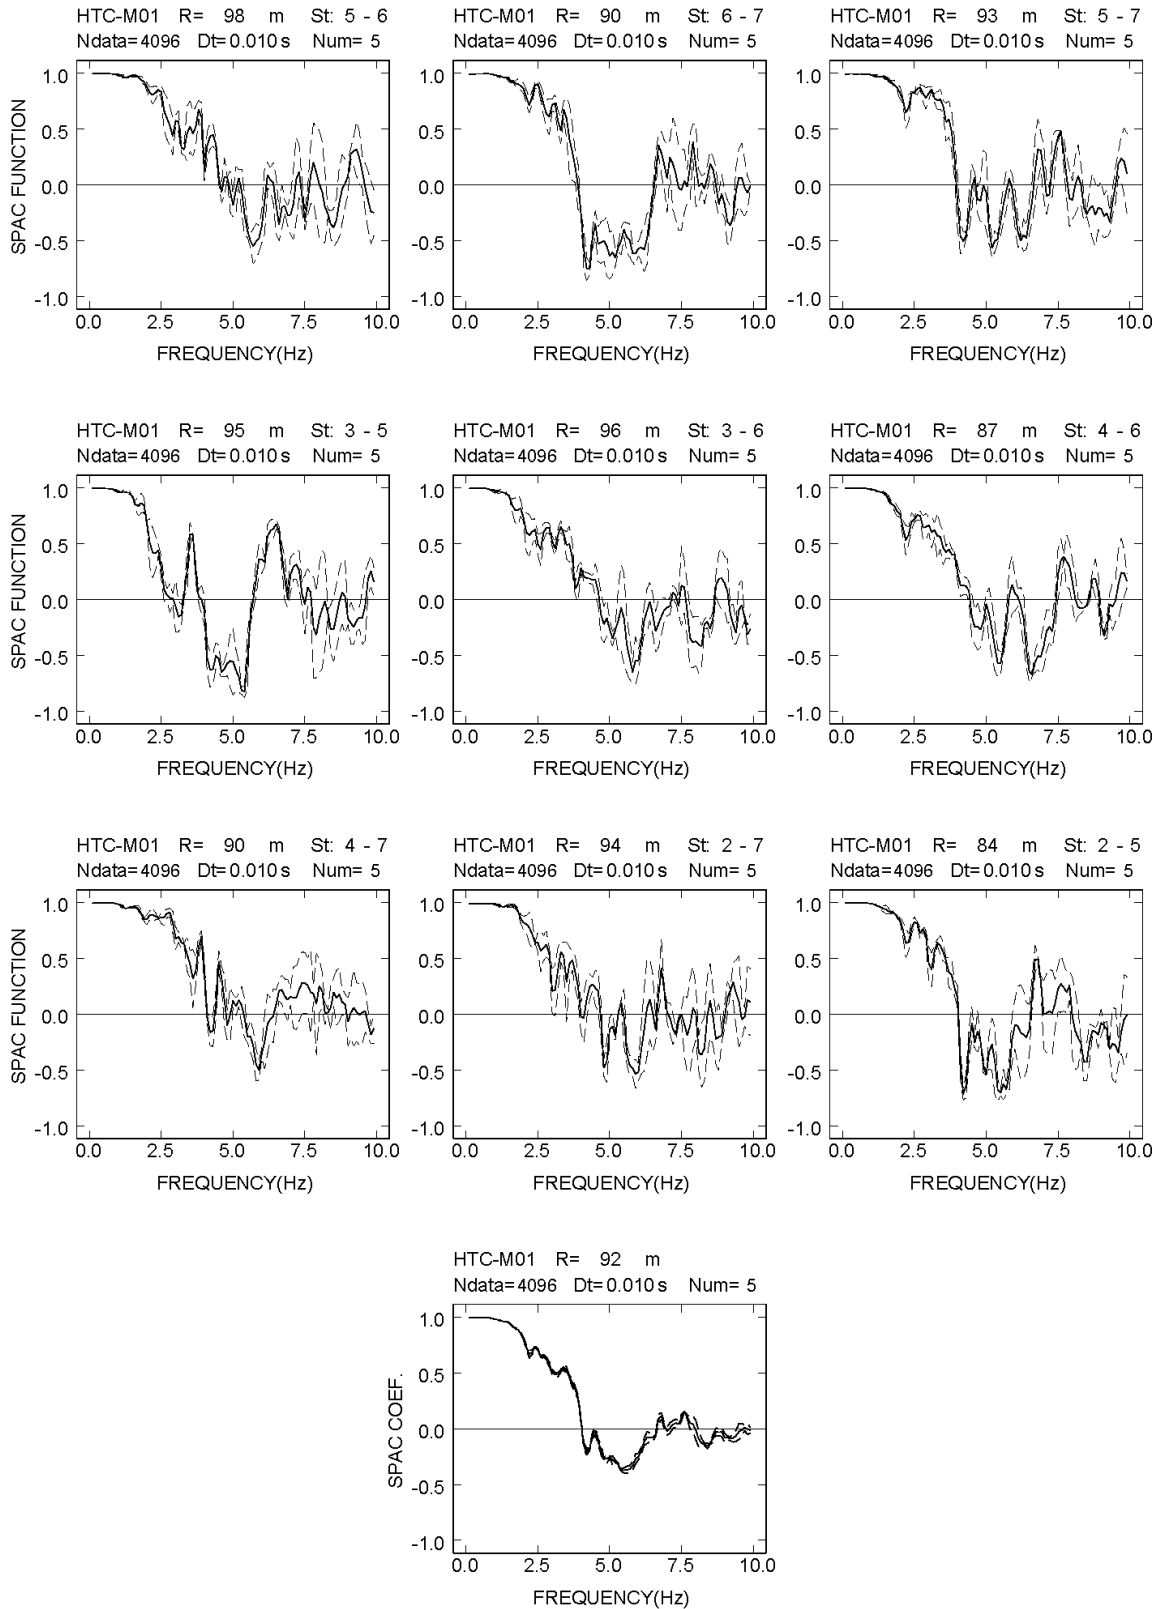 HTC-M01 R= 98 m St: 5 - 6
Ndata=4096 Dt=0.010s Num= 5
1.0
0.5
0.0
-0.5
-1.0
SPAC FUNCTION
0.0 2.5 5.0 7.5 10.0
FREQUENCY(Hz)
HTC-M01 R= 90 m St: 6 - 7
Ndata=4096 Dt=0.010s Num= 5
1.0
0.5
0.0
-0.5
-1.0
0.0 2.5 5.0 7.5 10.0
FREQUENCY(Hz)
HTC-M01 R= 93 m St: 5 - 7
Ndata=4096 Dt=0.010s Num= 5
1.0
0.5
0.0
-0.5
-1.0
0.0 2.5 5.0 7.5 10.0
FREQUENCY(Hz)
HTC-M01 R= 95 m St: 3 - 5
Ndata=4096 Dt=0.010s Num= 5
1.0
0.5
0.0
-0.5
-1.0
SPAC FUNCTION
0.0 2.5 5.0 7.5 10.0
FREQUENCY(Hz)
HTC-M01 R= 96 m St: 3 - 6
Ndata=4096 Dt=0.010s Num= 5
1.0
0.5
0.0
-0.5
-1.0
0.0 2.5 5.0 7.5 10.0
FREQUENCY(Hz)
HTC-M01 R= 87 m St: 4 - 6
Ndata=4096 Dt=0.010s Num= 5
1.0
0.5
0.0
-0.5
-1.0
0.0 2.5 5.0 7.5 10.0
FREQUENCY(Hz)
HTC-M01 R= 90 m St: 4 - 7
Ndata=4096 Dt=0.010s Num= 5
1.0
0.5
0.0
-0.5
-1.0
SPAC FUNCTION
0.0 2.5 5.0 7.5 10.0
FREQUENCY(Hz)
HTC-M01 R= 94 m St: 2 - 7
Ndata=4096 Dt=0.010s Num= 5
1.0
0.5
0.0
-0.5
-1.0
0.0 2.5 5.0 7.5 10.0
FREQUENCY(Hz)
HTC-M01 R= 84 m St: 2 - 5
Ndata=4096 Dt=0.010s Num= 5
1.0
0.5
0.0
-0.5
-1.0
0.0 2.5 5.0 7.5 10.0
FREQUENCY(Hz)
HTC-M01 R= 92 m
Ndata=4096 Dt=0.010s Num= 5
1.0
0.5
0.0
-0.5
-1.0
SPAC COEF.
0.0 2.5 5.0 7.5 10.0
FREQUENCY(Hz)